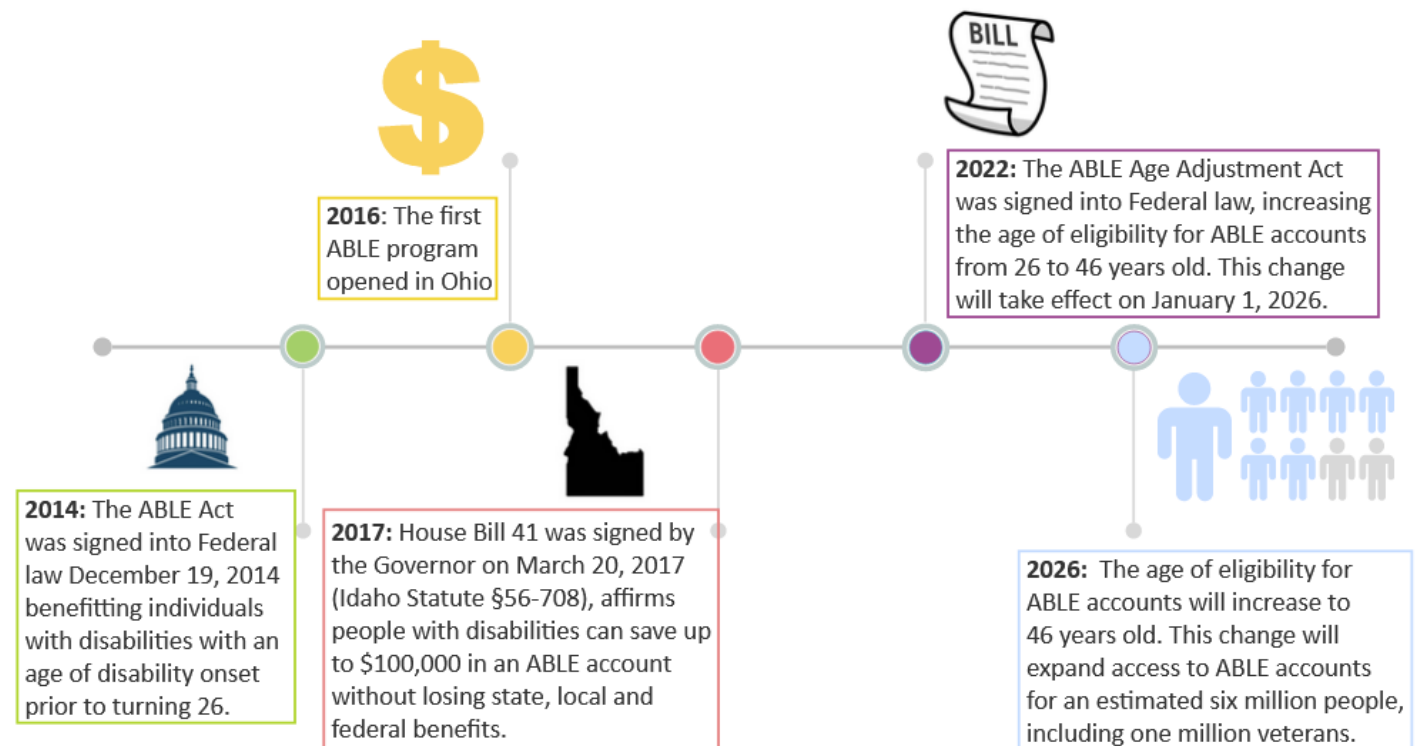 BILL
2016: The first
ABLE program
opened in Ohio
2022: The ABLE Age Adjustment Act
was signed into Federal law, increasing
the age of eligibility for ABLE accounts
from 26 to 46 years old. This change
will take effect on January 1, 2026.
2014: The ABLE Act
was signed into Federal
law December 19, 2014
benefitting individuals
with disabilities with an
age of disability onset
prior to turning 26.
2017: House Bill 41 was signed by
the Governor on March 20, 2017
(Idaho Statute §56-708), affirms
people with disabilities can save up
to $100,000 in an ABLE account
without losing state, local and
federal benefits.
2026: The age of eligibility for
ABLE accounts will increase to
46 years old. This change will
expand access to ABLE accounts
for an estimated six million people,
including one million veterans.